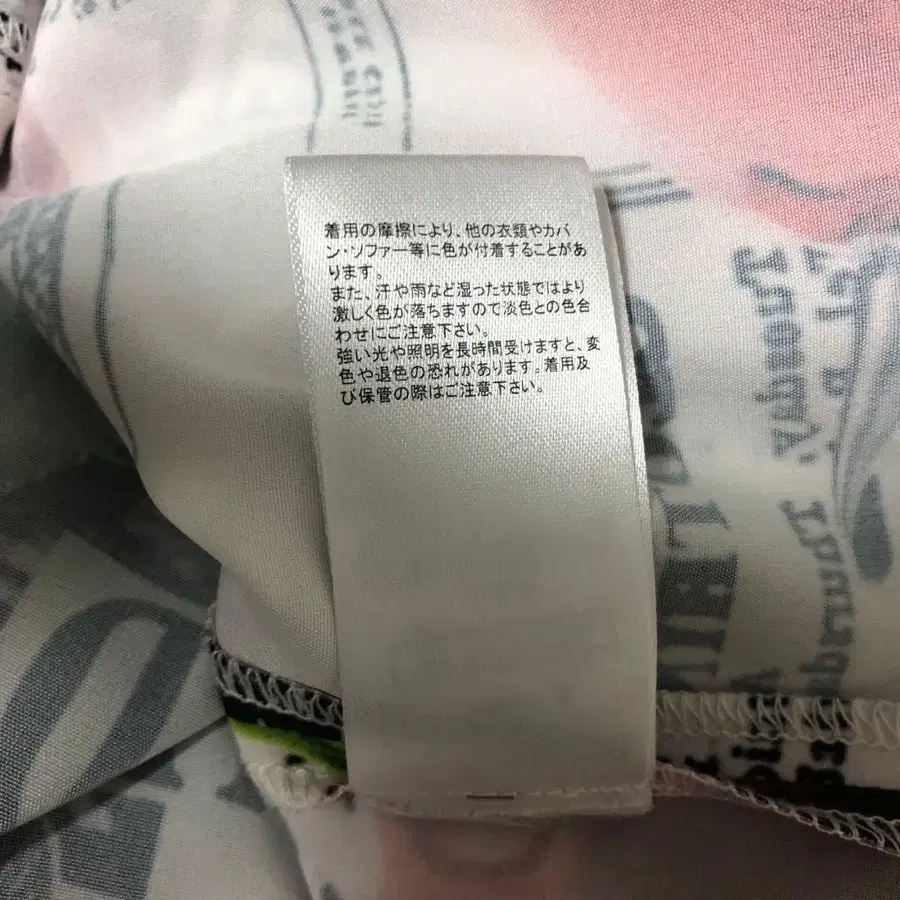 着用の摩擦により、他の衣類やカバ
ン・ソファー等に色が付着することがあ
ります。
また、汗や雨など湿った状態ではより
激しく色が落ちますので淡色との色合
わせにご注意下さい。
強い光や照明を長時間受けますと、変
色や退色の恐れがあります。着用及
び保管の際はご注意下さい。